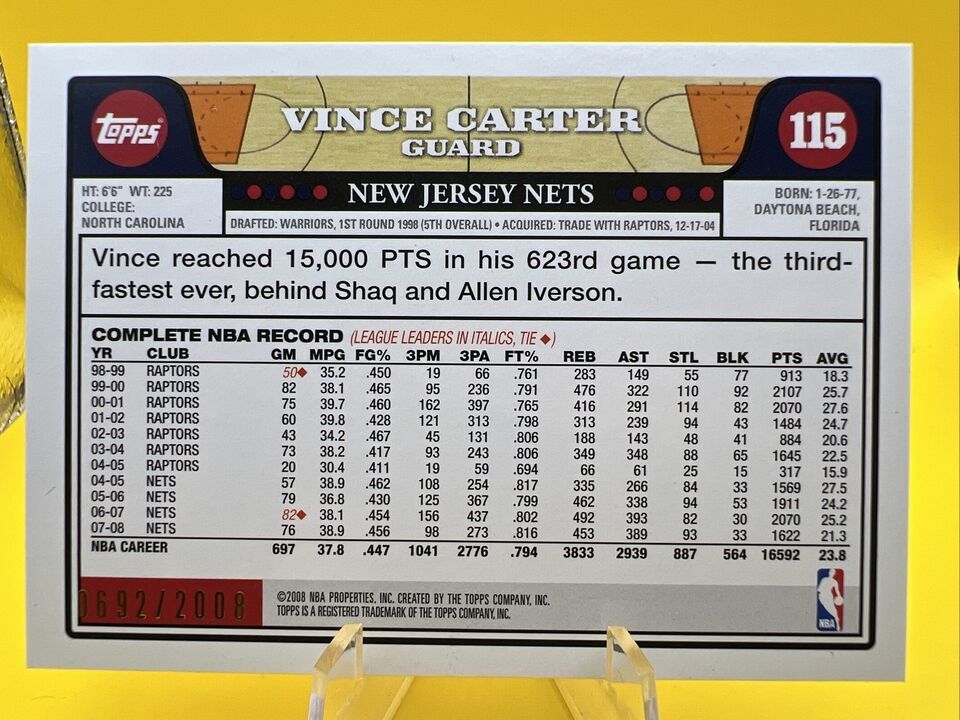 topps
VINCE CARTER
GUARD
115
HT: 6'6" WT: 225
COLLEGE:
NORTH CAROLINA
NEW JERSEY NETS
DRAFTED: WARRIORS, 1ST ROUND 1998 (5TH OVERALL) • ACQUIRED: TRADE WITH RAPTORS, 12-17-04
BORN: 1-26-77,
DAYTONA BEACH,
FLORIDA
Vince reached 15,000 PTS in his 623rd game — the third-
fastest ever, behind Shaq and Allen Iverson.
COMPLETE NBA RECORD (LEAGUE LEADERS IN ITALICS, TIE ♦)
YR CLUB GM MPG FG% 3PM 3PA FT% REB AST STL BLK PTS AVG
98-99 RAPTORS 50♦ 35.2 .450 19 66 .761 283 149 55 77 913 18.3
99-00 RAPTORS 82 38.1 .465 95 236 .791 476 322 110 92 2107 25.7
00-01 RAPTORS 75 39.7 .460 162 397 .765 416 291 114 82 2070 27.6
01-02 RAPTORS 60 39.8 .428 121 313 .798 313 239 94 43 1484 24.7
02-03 RAPTORS 43 34.2 .467 45 131 .806 188 143 48 41 884 20.6
03-04 RAPTORS 73 38.2 .417 93 243 .806 349 348 88 65 1645 22.5
04-05 RAPTORS 20 30.4 .411 19 59 .694 66 61 25 15 317 15.9
04-05 NETS 57 38.9 .462 108 254 .817 335 266 84 33 1569 27.5
05-06 NETS 79 36.8 .430 125 367 .799 462 338 94 53 1911 24.2
06-07 NETS 82♦ 38.1 .454 156 437 .802 492 393 82 30 2070 25.2
07-08 NETS 76 38.9 .456 98 273 .816 453 389 93 33 1622 21.3
NBA CAREER 697 37.8 .447 1041 2776 .794 3833 2939 887 564 16592 23.8
0692/2008
©2008 NBA PROPERTIES, INC. CREATED BY THE TOPPS COMPANY, INC.
TOPPS IS A REGISTERED TRADEMARK OF THE TOPPS COMPANY, INC.
NBA